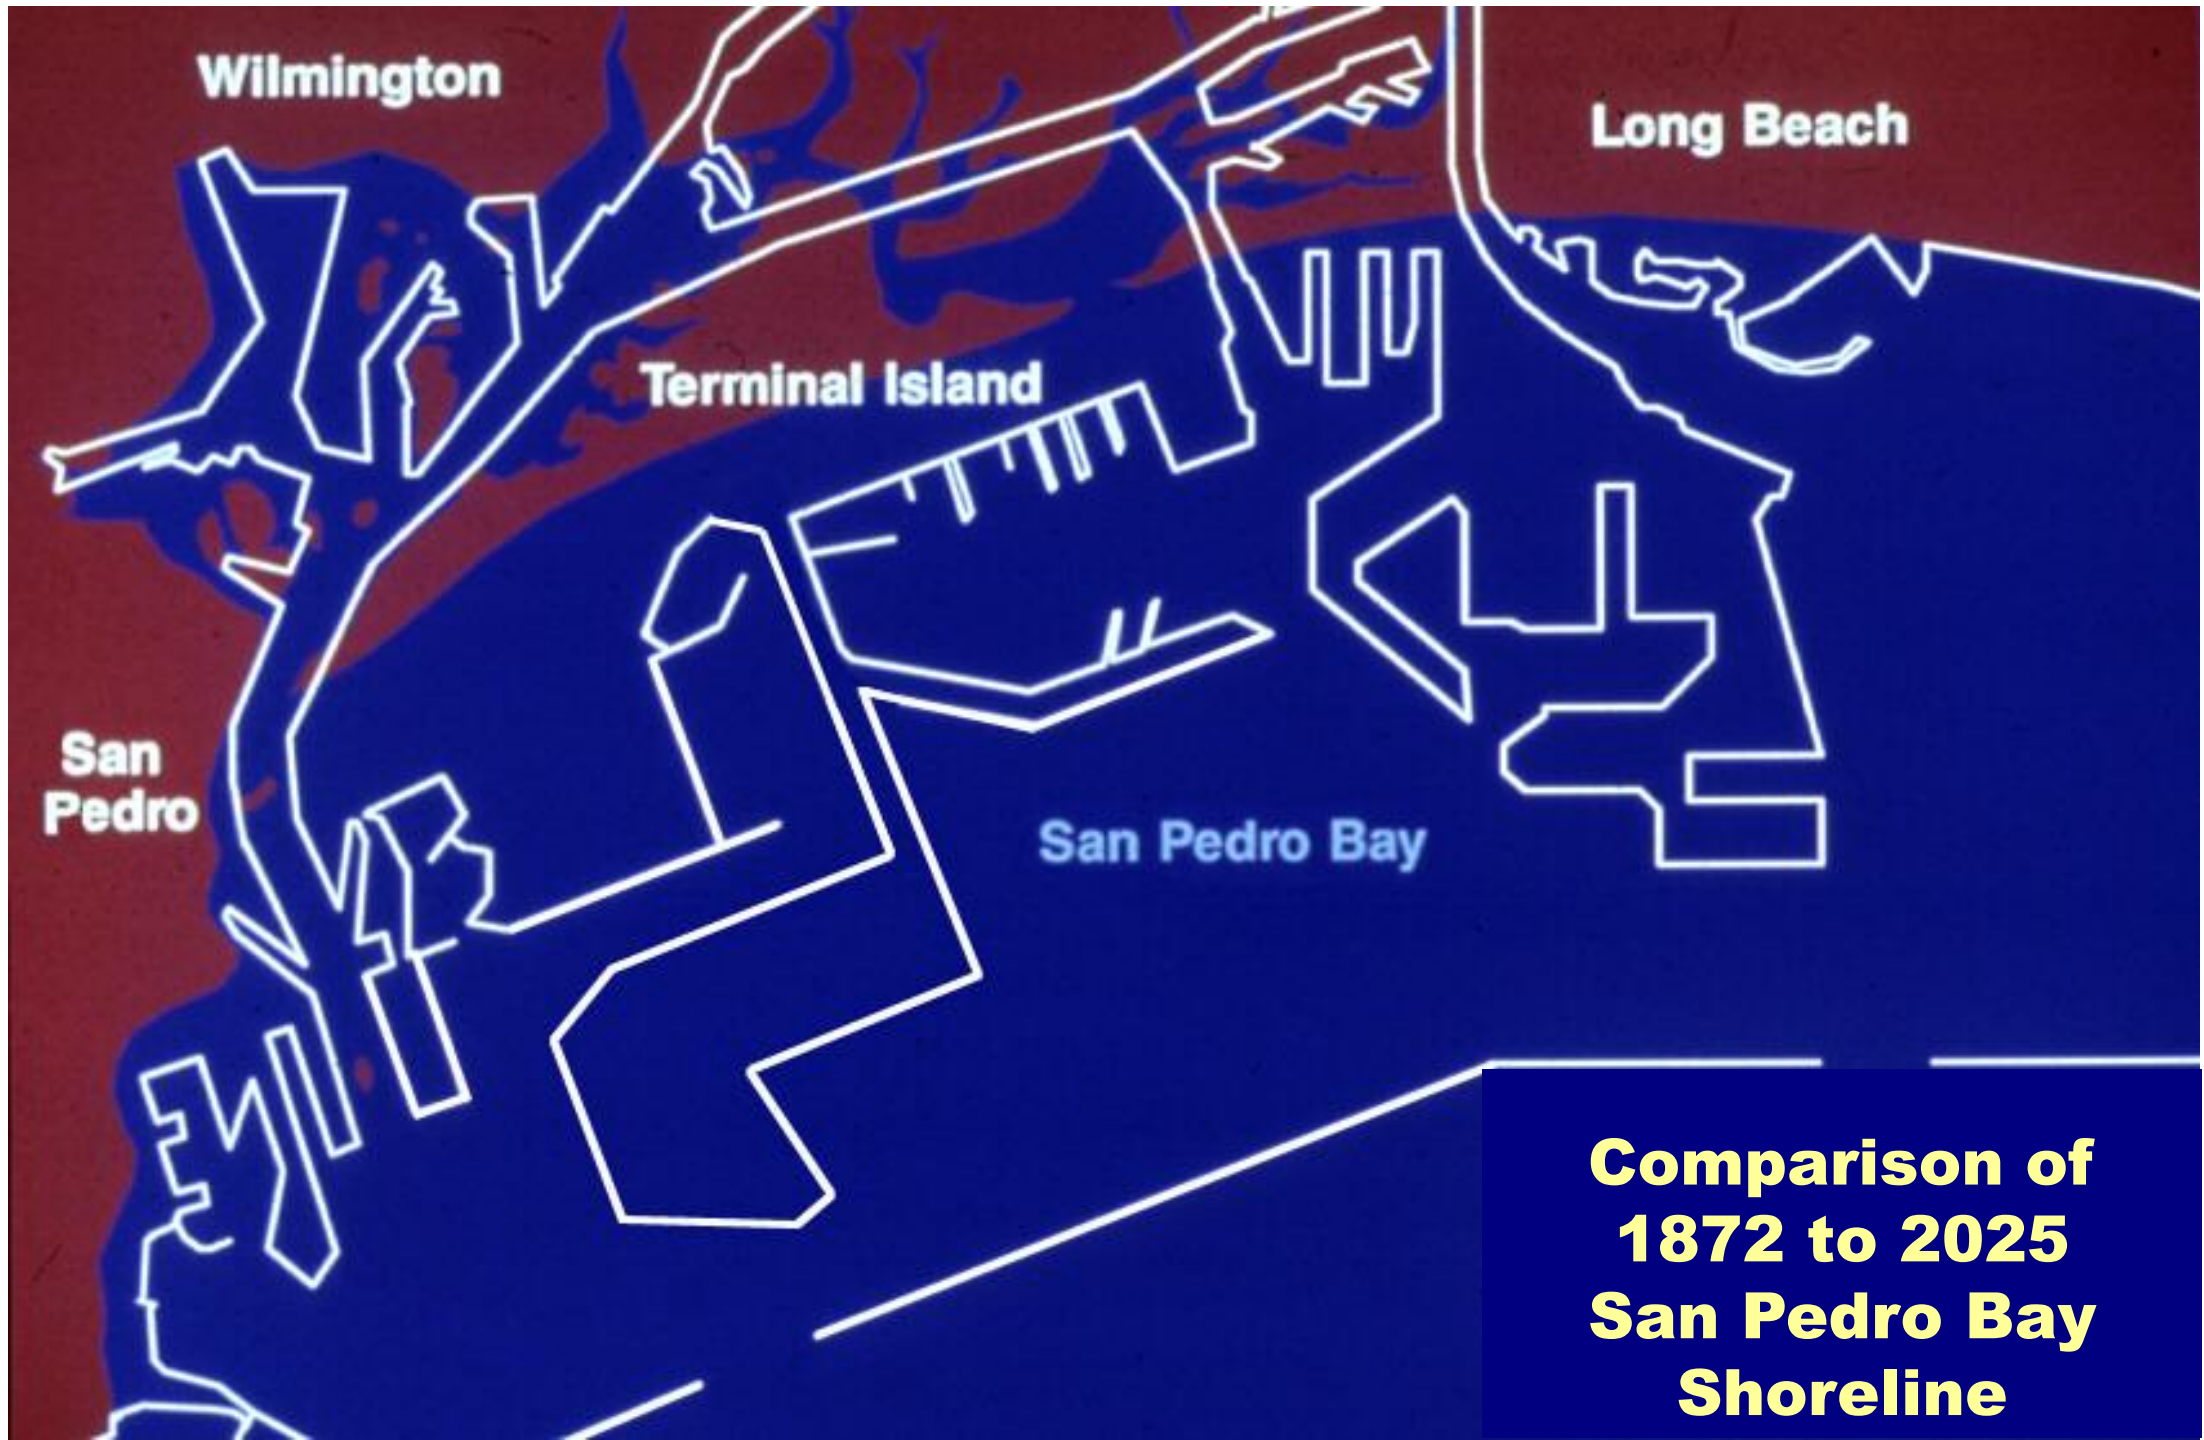 Wilmington
Long Beach
Terminal Island
San
Pedro
San Pedro Bay
Comparison of
1872 to 2025
San Pedro Bay
Shoreline